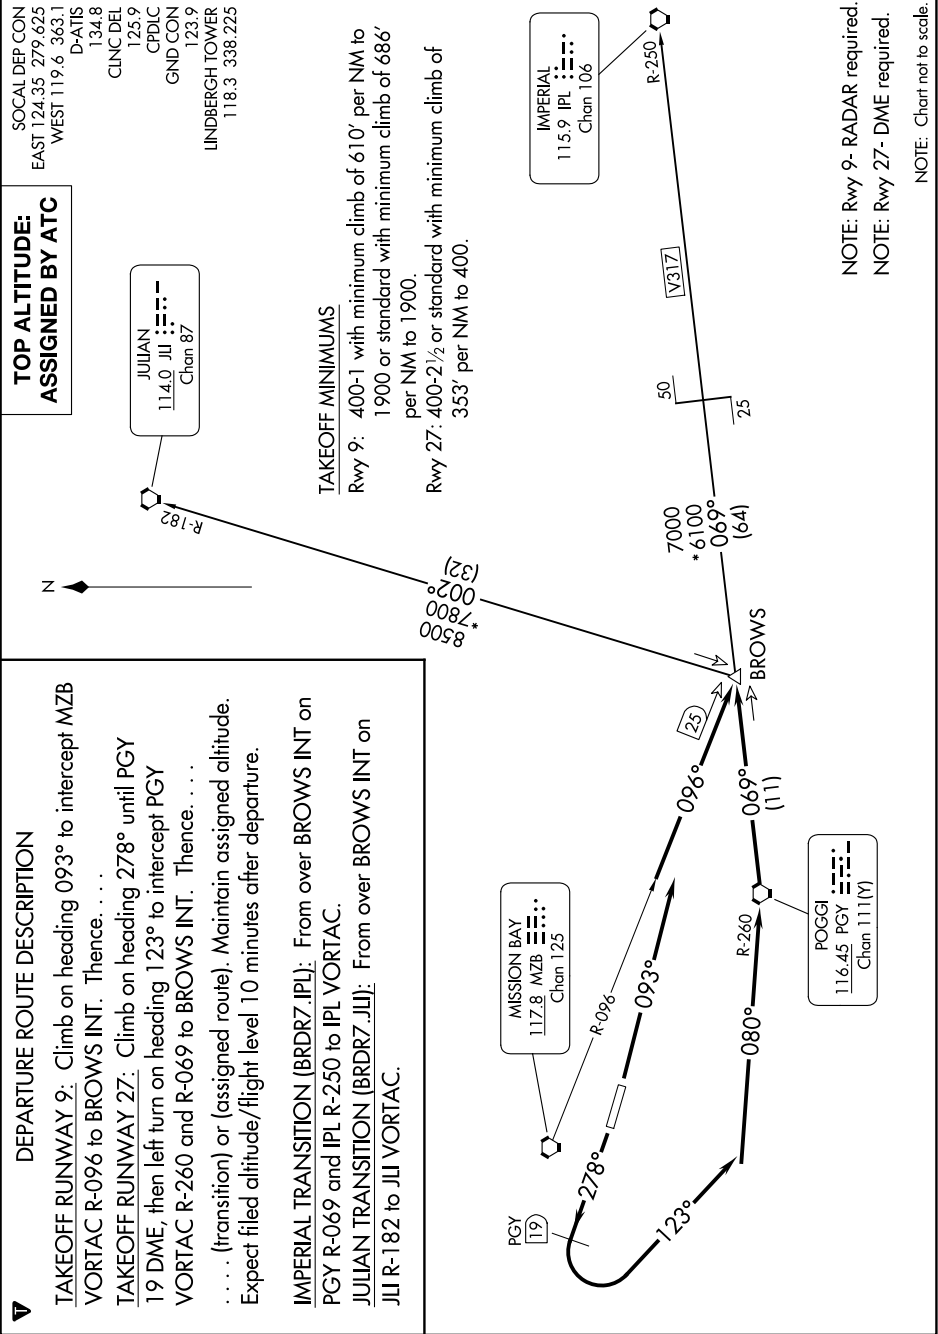 DEPARTURE ROUTE DESCRIPTION
TAKEOFF RUNWAY 9: Climb on heading 093° to intercept MZB
VORTAC R-096 to BROWS INT. Thence. . . .
TAKEOFF RUNWAY 27: Climb on heading 278° until PGY
19 DME, then left turn on heading 123° to intercept PGY
VORTAC R-260 and R-069 to BROWS INT. Thence. . . .
. . . . (transition) or (assigned route). Maintain assigned altitude.
Expect filed altitude/flight level 10 minutes after departure.
IMPERIAL TRANSITION (BRDR7.IPL): From over BROWS INT on
PGY R-069 and IPL R-250 to IPL VORTAC.
JULIAN TRANSITION (BRDR7.JLI): From over BROWS INT on
JLI R-182 to JLI VORTAC.
TOP ALTITUDE:
ASSIGNED BY ATC
SOCAL DEP CON
EAST 124.35 279.625
WEST 119.6 363.1
D-ATIS
134.8
CLNC DEL
125.9
CPDLC
GND CON
123.9
LINDBERGH TOWER
118.3 338.225
N
JULIAN
114.0 JLI
Chan 87
R-182
TAKEOFF MINIMUMS
Rwy 9: 400-1 with minimum climb of 610' per NM to
1900 or standard with minimum climb of 686'
per NM to 1900.
Rwy 27: 400-2½ or standard with minimum climb of
353' per NM to 400.
8500
*7800
002°
(32)
IMPERIAL
115.9 IPL
Chan 106
R-250
V317
50
25
7000
*6100
069°
(64)
BROWS
25
096°
069°
(11)
MISSION BAY
117.8 MZB
Chan 125
R-096
093°
278°
PGY
19
123°
080°
R-260
POGGI
116.45 PGY
Chan 111(Y)
NOTE: Rwy 9- RADAR required.
NOTE: Rwy 27- DME required.
NOTE: Chart not to scale.
T